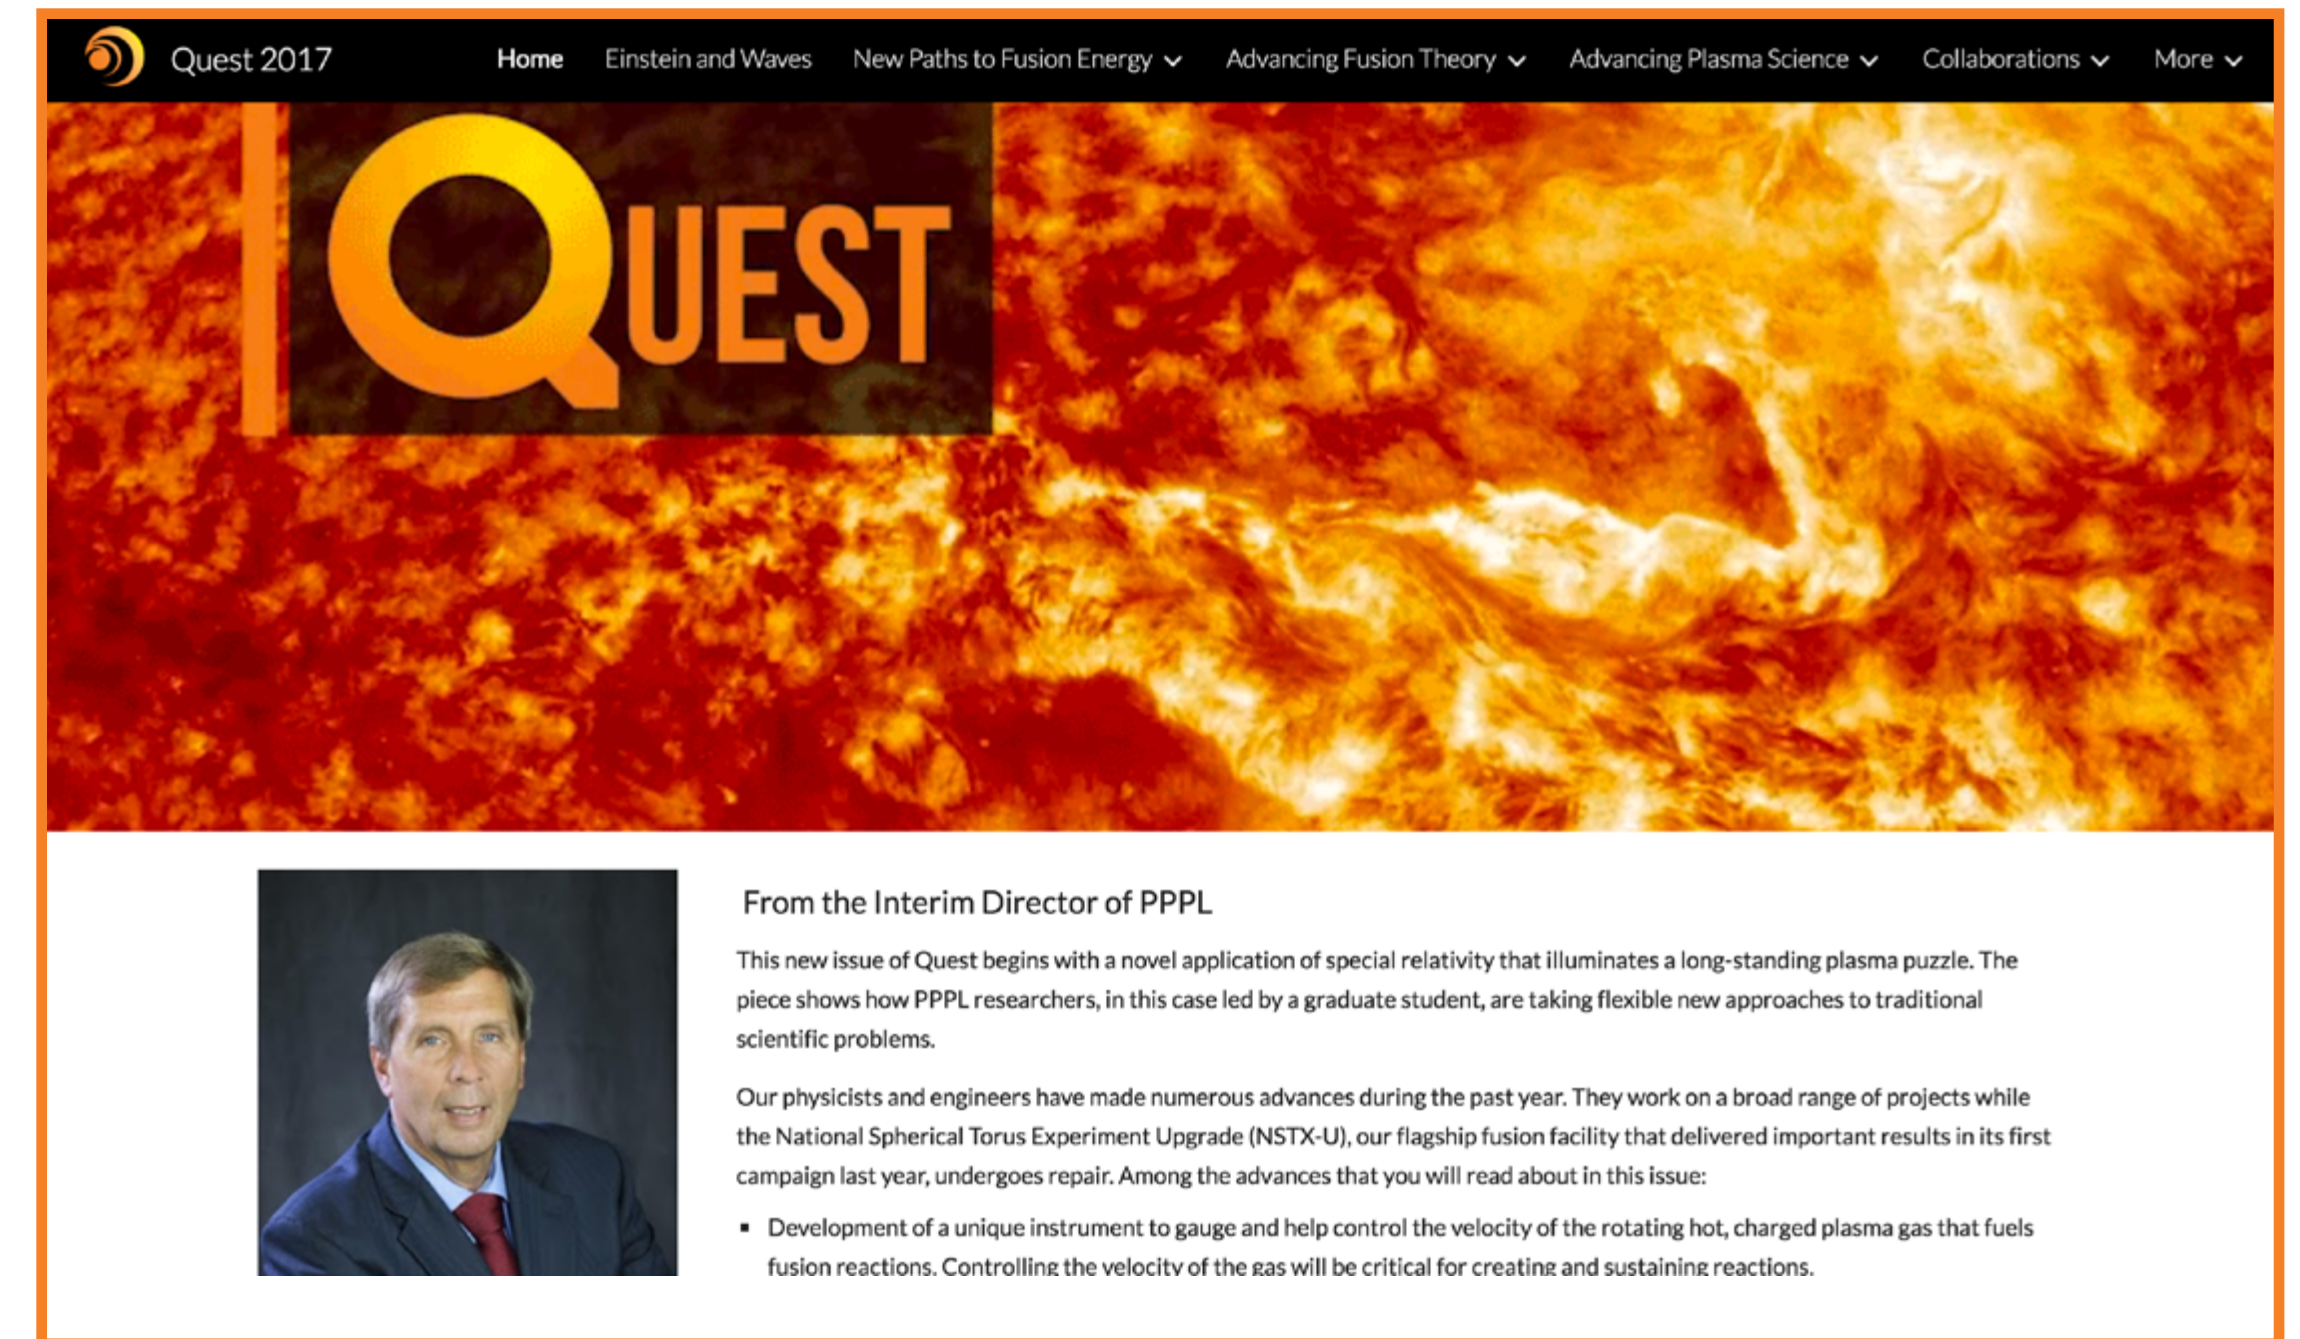 Quest 2017
Home Einstein and Waves New Paths to Fusion Energy Advancing Fusion Theory Advancing Plasma Science Collaborations More
QUEST
From the Interim Director of PPPL
This new issue of Quest begins with a novel application of special relativity that illuminates a long-standing plasma puzzle. The
piece shows how PPPL researchers, in this case led by a graduate student, are taking flexible new approaches to traditional
scientific problems.
Our physicists and engineers have made numerous advances during the past year. They work on a broad range of projects while
the National Spherical Torus Experiment Upgrade (NSTX-U), our flagship fusion facility that delivered important results in its first
campaign last year, undergoes repair. Among the advances that you will read about in this issue:
▪ Development of a unique instrument to gauge and help control the velocity of the rotating hot, charged plasma gas that fuels
fusion reactions. Controlling the velocity of the gas will be critical for creating and sustaining reactions.